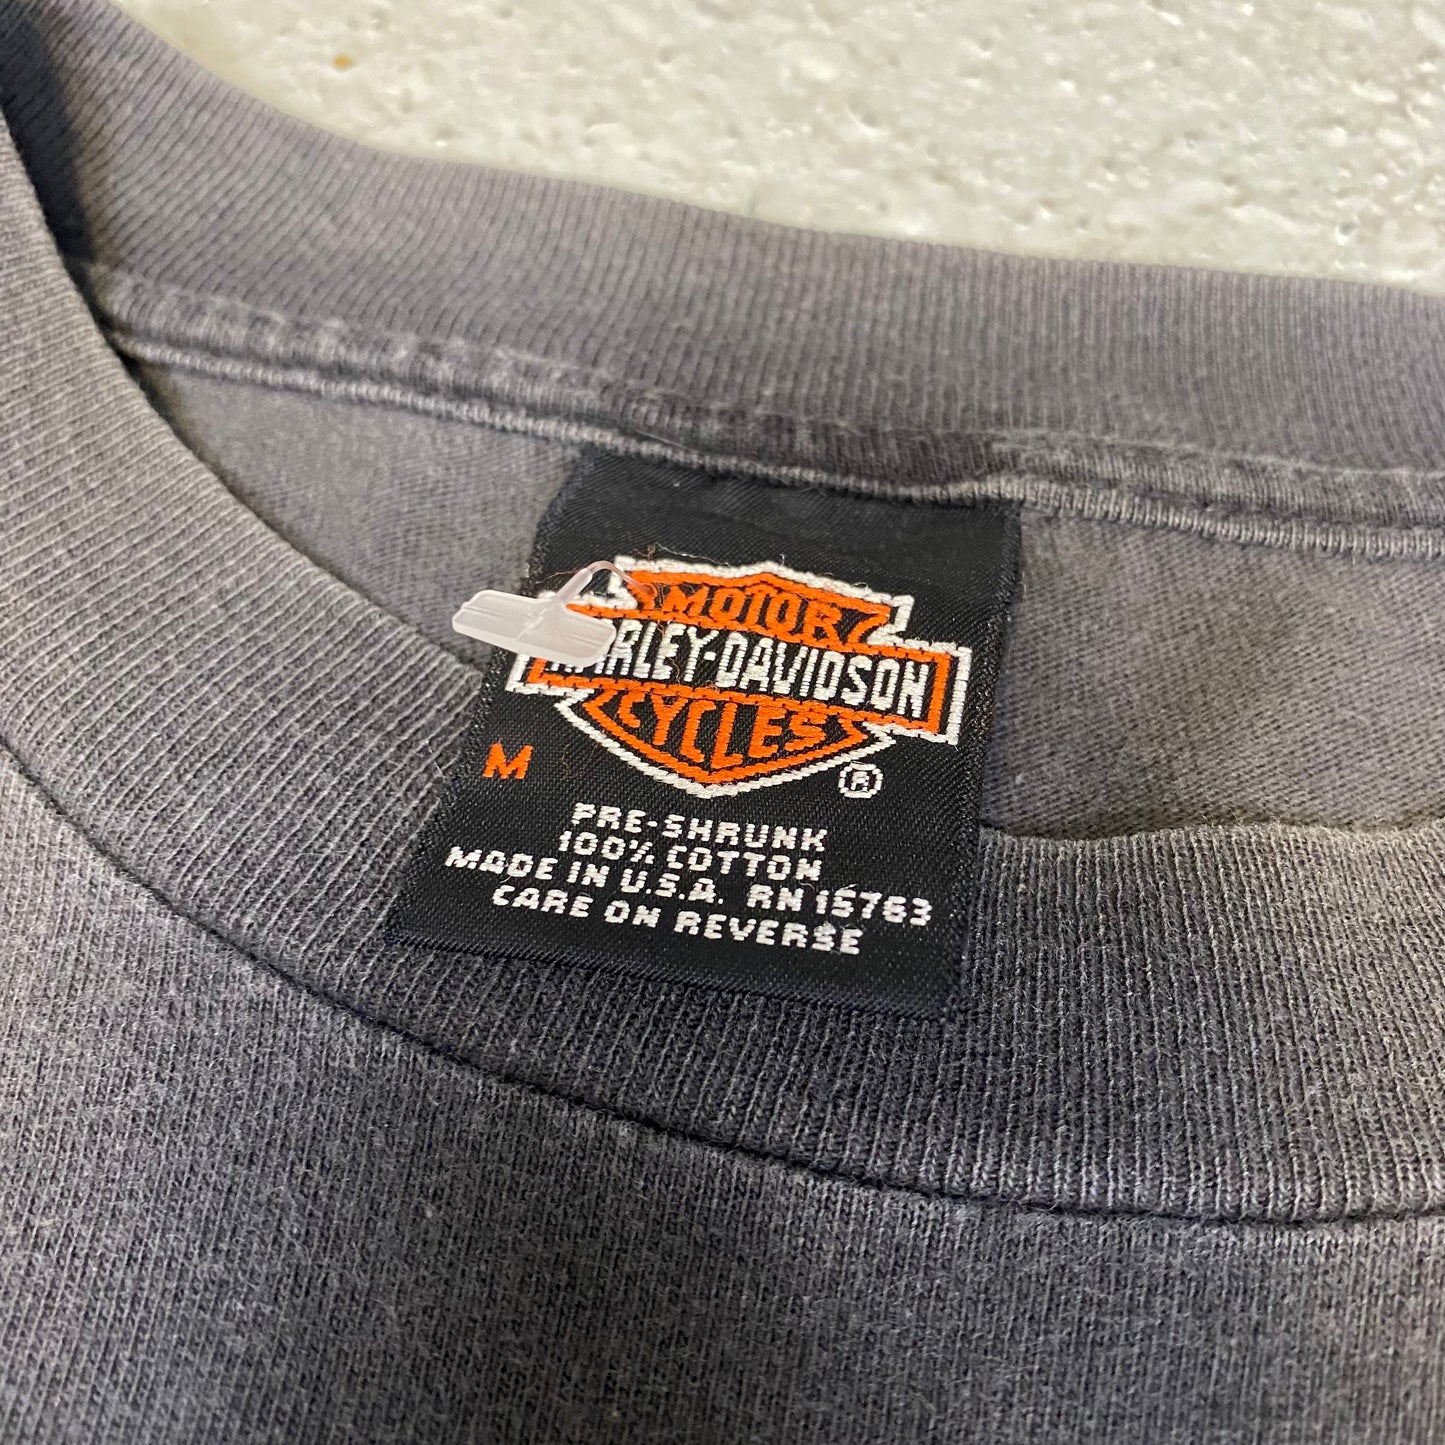 MOTOR
HARLEY-DAVIDSON
CYCLES
®
M
PRE-SHRUNK
100% COTTON
MADE IN U.S.A. RN 15763
CARE ON REVERSE